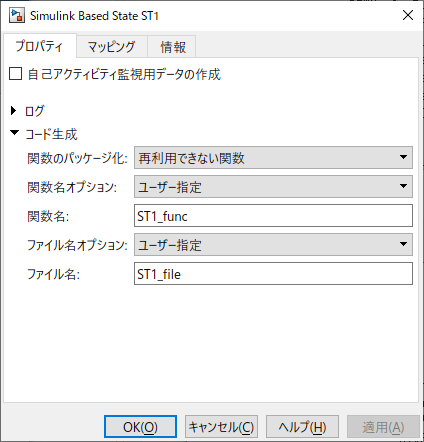 Simulink Based State ST1
プロパティ マッピング 情報
自己アクティビティ監視用データの作成
ログ
コード生成
関数のパッケージ化: 再利用できない関数
関数名オプション: ユーザー指定
関数名: ST1_func
ファイル名オプション: ユーザー指定
ファイル名: ST1_file
OK(O) キャンセル(C) ヘルプ(H) 適用(A)